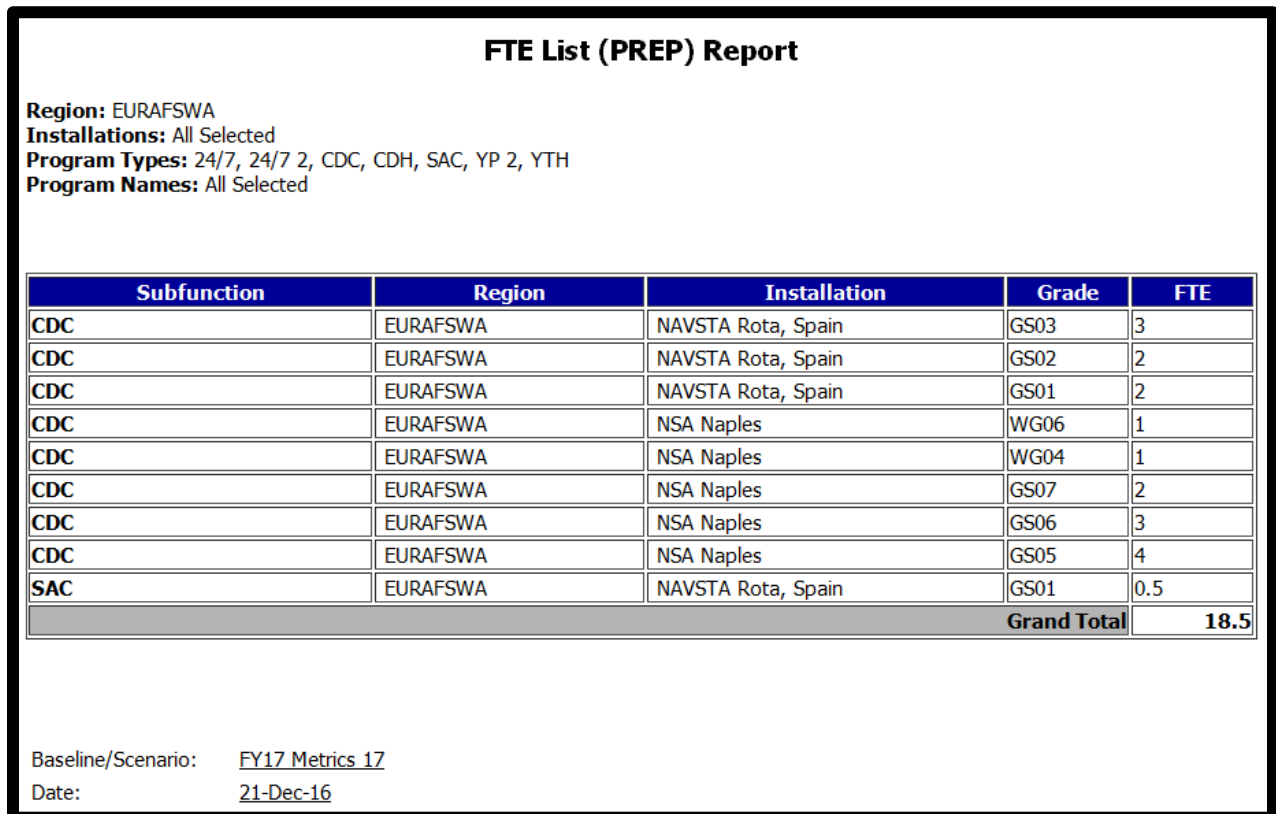 FTE List (PREP) Report
Region: EURAFSWA
Installations: All Selected
Program Types: 24/7, 24/7 2, CDC, CDH, SAC, YP 2, YTH
Program Names: All Selected
Subfunction Region Installation Grade FTE
CDC EURAFSWA NAVSTA Rota, Spain GS03 3
CDC EURAFSWA NAVSTA Rota, Spain GS02 2
CDC EURAFSWA NAVSTA Rota, Spain GS01 2
CDC EURAFSWA NSA Naples WG06 1
CDC EURAFSWA NSA Naples WG04 1
CDC EURAFSWA NSA Naples GS07 2
CDC EURAFSWA NSA Naples GS06 3
CDC EURAFSWA NSA Naples GS05 4
SAC EURAFSWA NAVSTA Rota, Spain GS01 0.5
Grand Total 18.5
Baseline/Scenario: FY17 Metrics 17
Date: 21-Dec-16